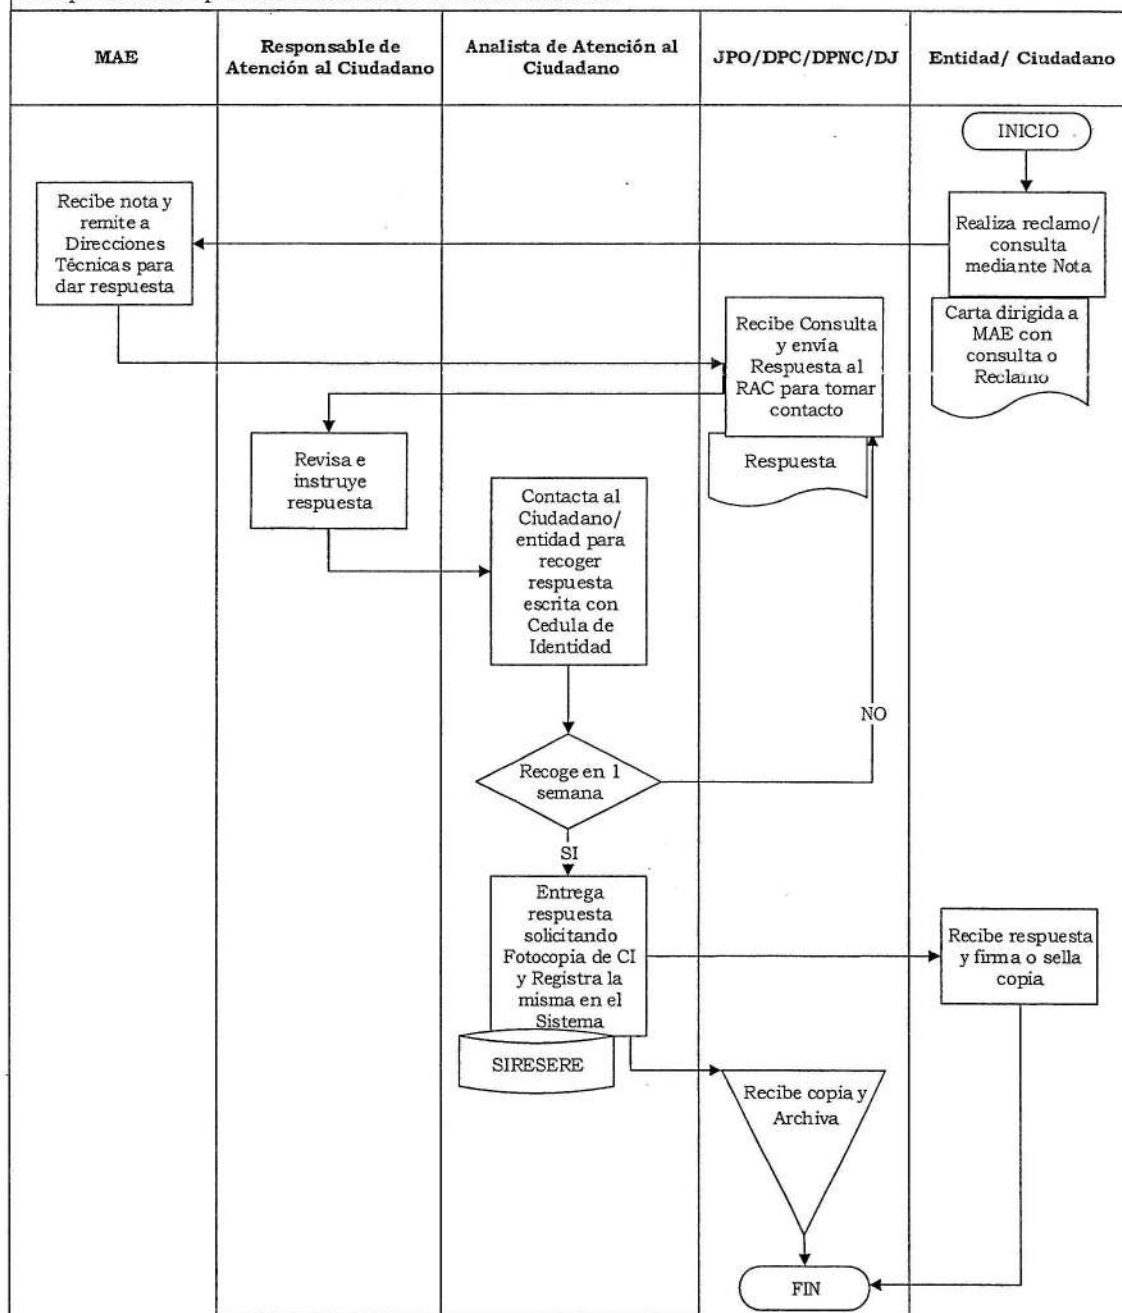 MAE
Responsable de
Atención al Ciudadano
Analista de Atención al
Ciudadano
JPO/DPC/DPNC/DJ
Entidad/ Ciudadano
INICIO
Realiza reclamo/
consulta
mediante Nota
Carta dirigida a
MAE con
consulta o
Reclamo
Recibe nota y
remite a
Direcciones
Técnicas para
dar respuesta
Recibe Consulta
y envía
Respuesta al
RAC para tomar
contacto
Respuesta
Revisa e
instruye
respuesta
Contacta al
Ciudadano/
entidad para
recoger
respuesta
escrita con
Cedula de
Identidad
NO
Recoge en 1
semana
SI
Entrega
respuesta
solicitando
Fotocopia de CI
y Registra la
misma en el
Sistema
SIRESERE
Recibe respuesta
y firma o sella
copia
Recibe copia y
Archiva
FIN